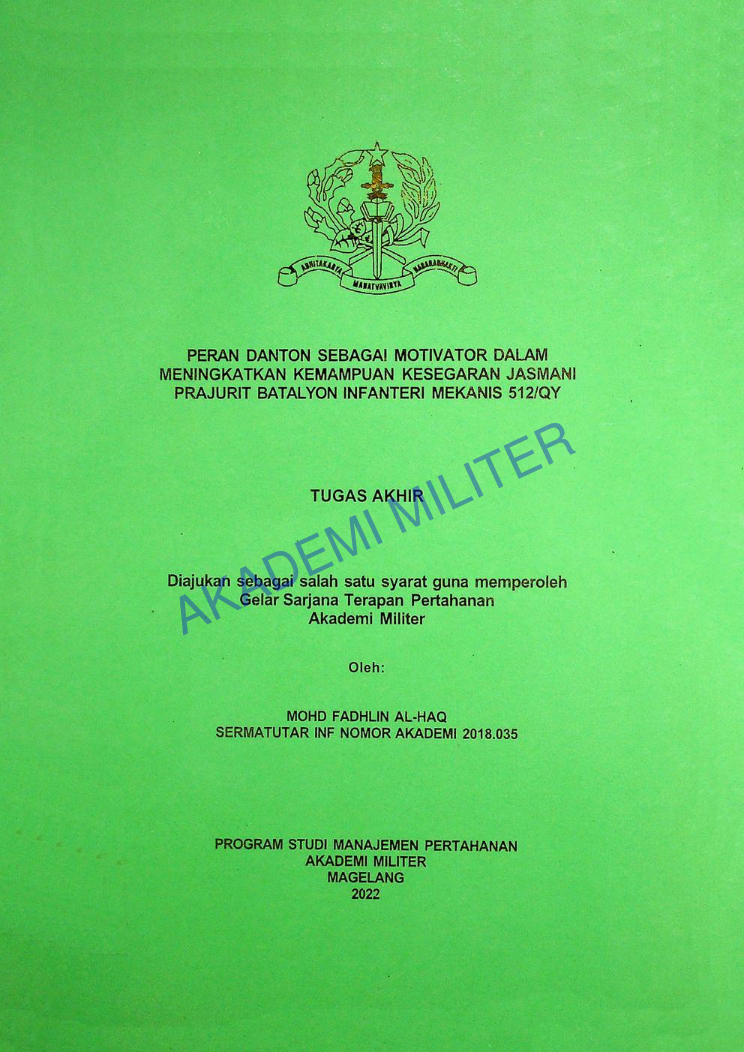 ADHITAKARYA MAHATVAVIRYA NAGARABHAKTI
PERAN DANTON SEBAGAI MOTIVATOR DALAM
MENINGKATKAN KEMAMPUAN KESEGARAN JASMANI
PRAJURIT BATALYON INFANTERI MEKANIS 512/QY
TUGAS AKHIR
AKADEMI MILITER
Diajukan sebagai salah satu syarat guna memperoleh
Gelar Sarjana Terapan Pertahanan
Akademi Militer
Oleh:
MOHD FADHLIN AL-HAQ
SERMATUTAR INF NOMOR AKADEMI 2018.035
PROGRAM STUDI MANAJEMEN PERTAHANAN
AKADEMI MILITER
MAGELANG
2022